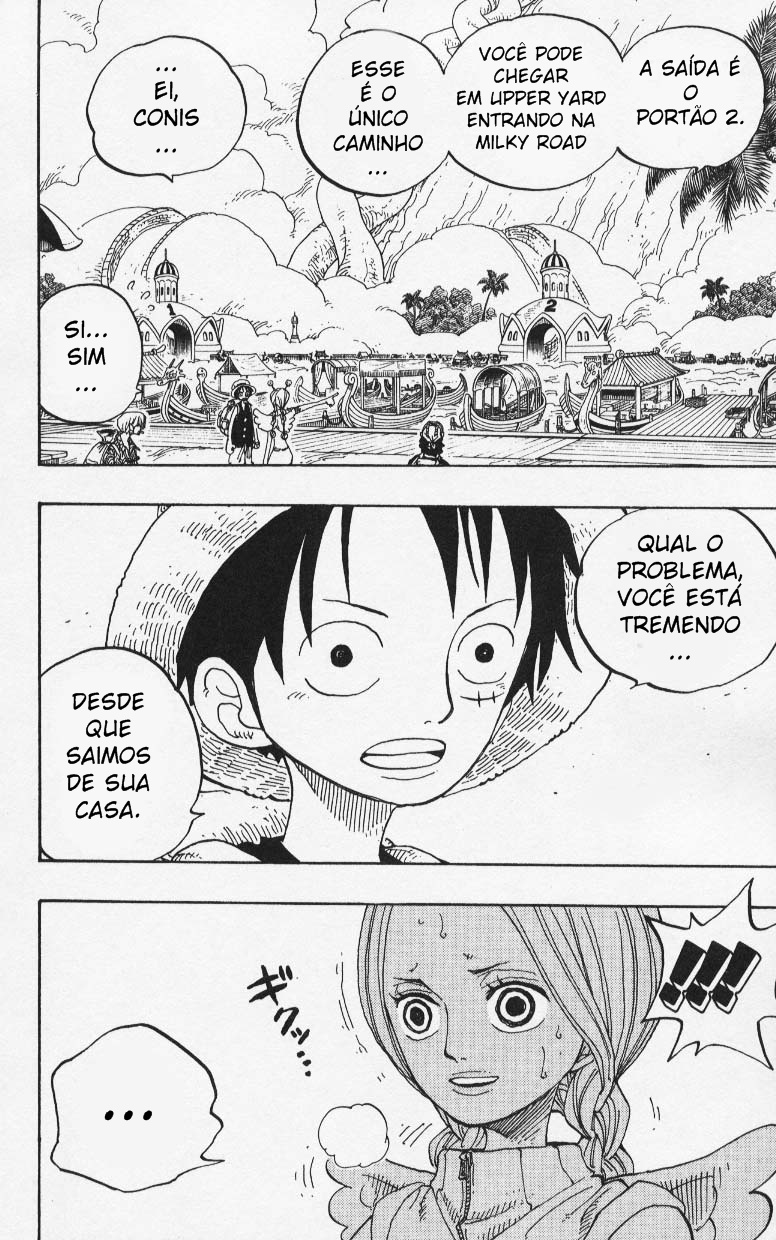 A SAÍDA É
O
PORTÃO 2.
VOCÊ PODE
CHEGAR
EM UPPER YARD
ENTRANDO NA
MILKY ROAD
ESSE
É O
ÚNICO
CAMINHO
...
...
EI,
CONIS
...
SI...
SIM
...
1
2
QUAL O
PROBLEMA,
VOCÊ ESTÁ
TREMENDO
...
DESDE
QUE
SAIMOS
DE SUA
CASA.
!!!!
ギクッ...
...